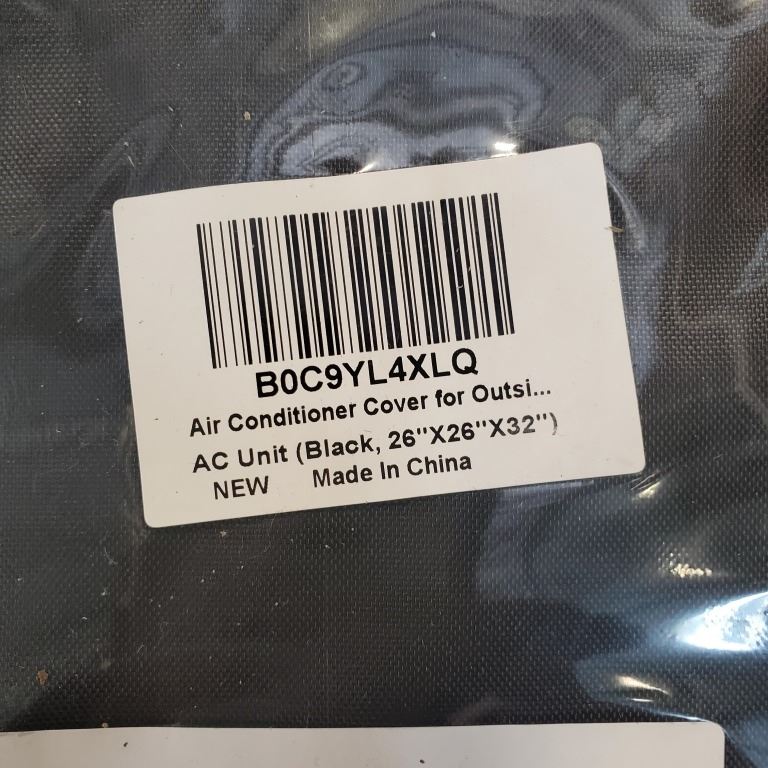 B0C9YL4XLQ
Air Conditioner Cover for Outsi...
AC Unit (Black, 26"X26"X32")
NEW Made In China